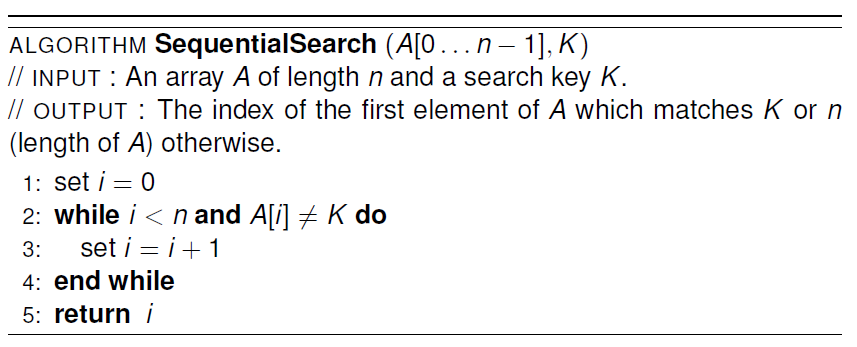 ALGORITHM SequentialSearch (A[0…n − 1], K)
// INPUT : An array A of length n and a search key K.
// OUTPUT : The index of the first element of A which matches K or n
(length of A) otherwise.
1: set i = 0
2: while i < n and A[i] ≠ K do
3: set i = i + 1
4: end while
5: return i